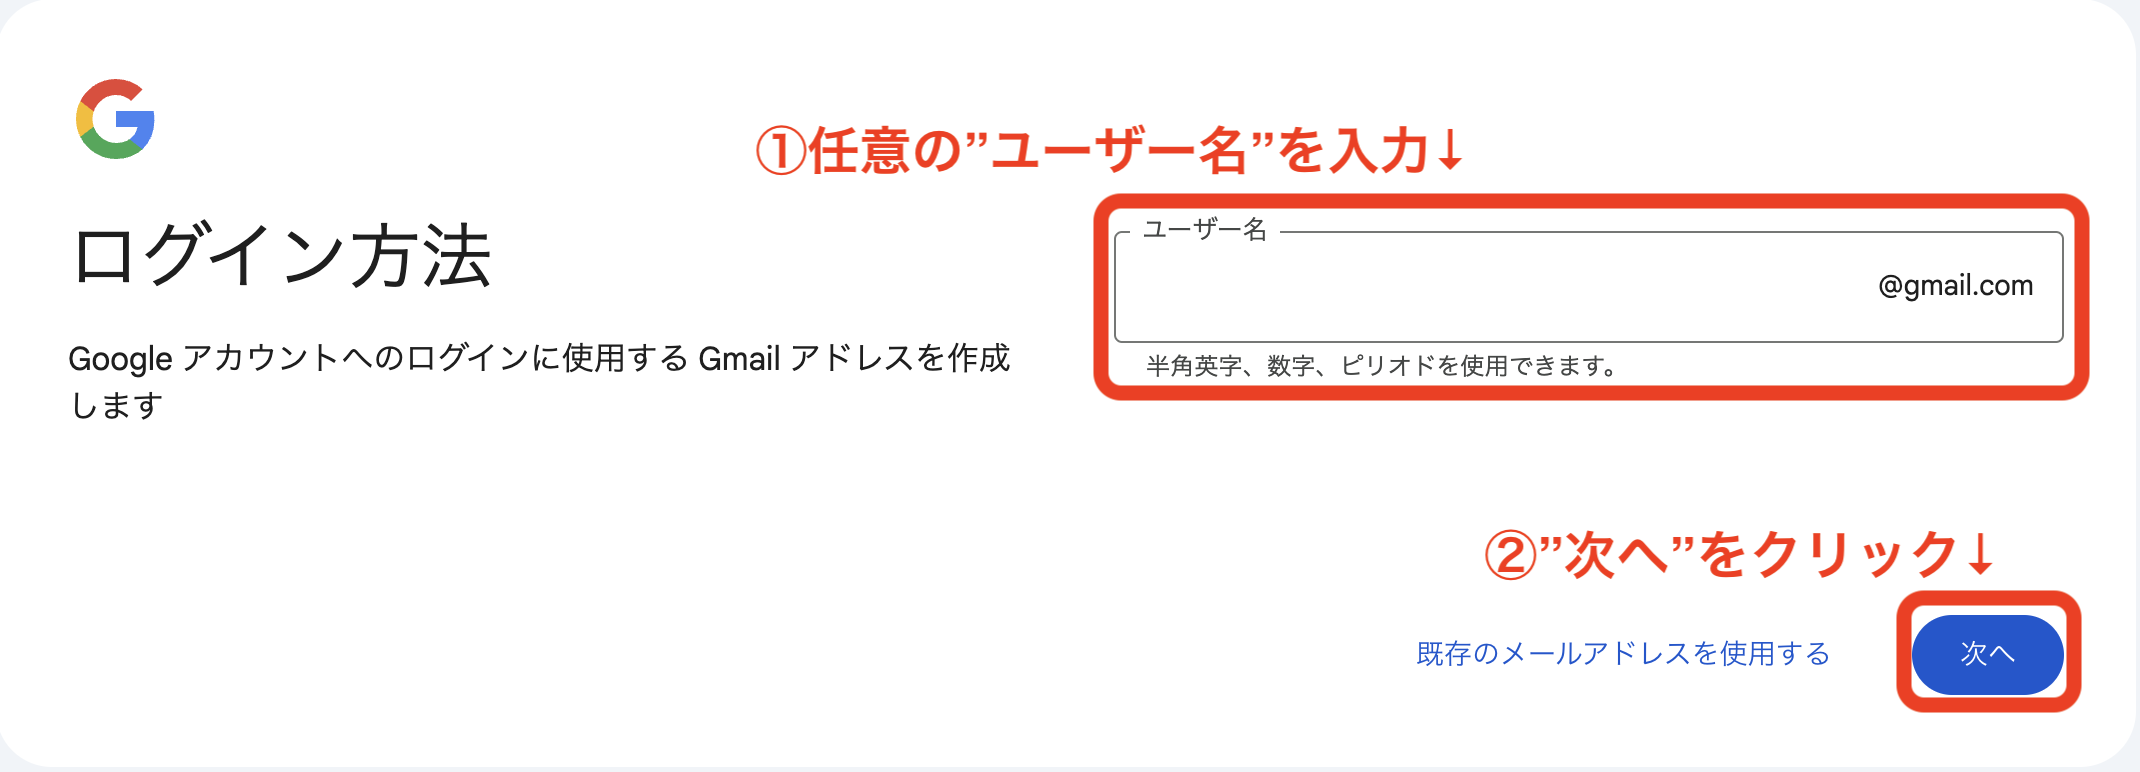 ①任意の”ユーザー名”を入力↓
ログイン方法
Google アカウントへのログインに使用する Gmail アドレスを作成
します
ユーザー名
@gmail.com
半角英字、数字、ピリオドを使用できます。
②”次へ”をクリック↓
既存のメールアドレスを使用する
次へ